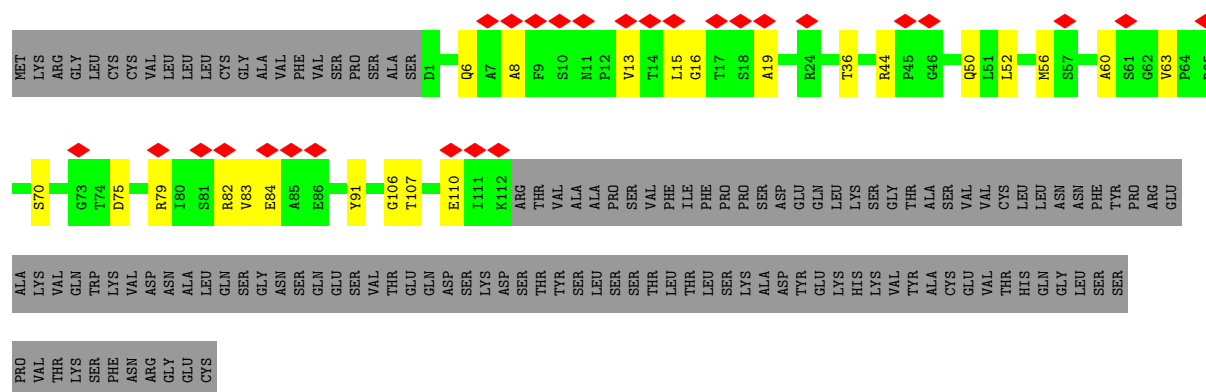 MET LYS ARG GLY LEU CYS CYS VAL LEU LEU LEU CYS GLY ALA VAL PHE VAL SER PRO SER ALA SER D1 Q6 A7 A8 F9 S10 N11 P12 V13 T14 L15 G16 T17 S18 A19 R24 T36 R44 P45 G46 Q50 L51 L52 M56 S57 A60 S61 G62 V63 P64
S70 G73 T74 D75 R79 I80 S81 R82 V83 E84 A85 E86 Y91 G106 T107 E110 I111 K112 ARG THR VAL ALA ALA PRO SER VAL PHE ILE PHE PRO PRO SER ASP GLU GLN LEU LYS SER GLY THR ALA SER VAL VAL CYS LEU LEU ASN ASN PHE TYR PRO ARG GLU
ALA LYS VAL GLN TRP LYS VAL ASP ASN ALA LEU GLN SER GLY ASN SER GLN GLU SER VAL THR GLU GLN ASP SER LYS ASP SER THR TYR SER LEU SER SER THR LEU THR LEU SER LYS ALA ASP TYR GLU LYS HIS LYS VAL TYR ALA CYS GLU VAL THR HIS GLN GLY LEU SER SER
PRO VAL THR LYS SER PHE ASN ARG GLY GLU CYS